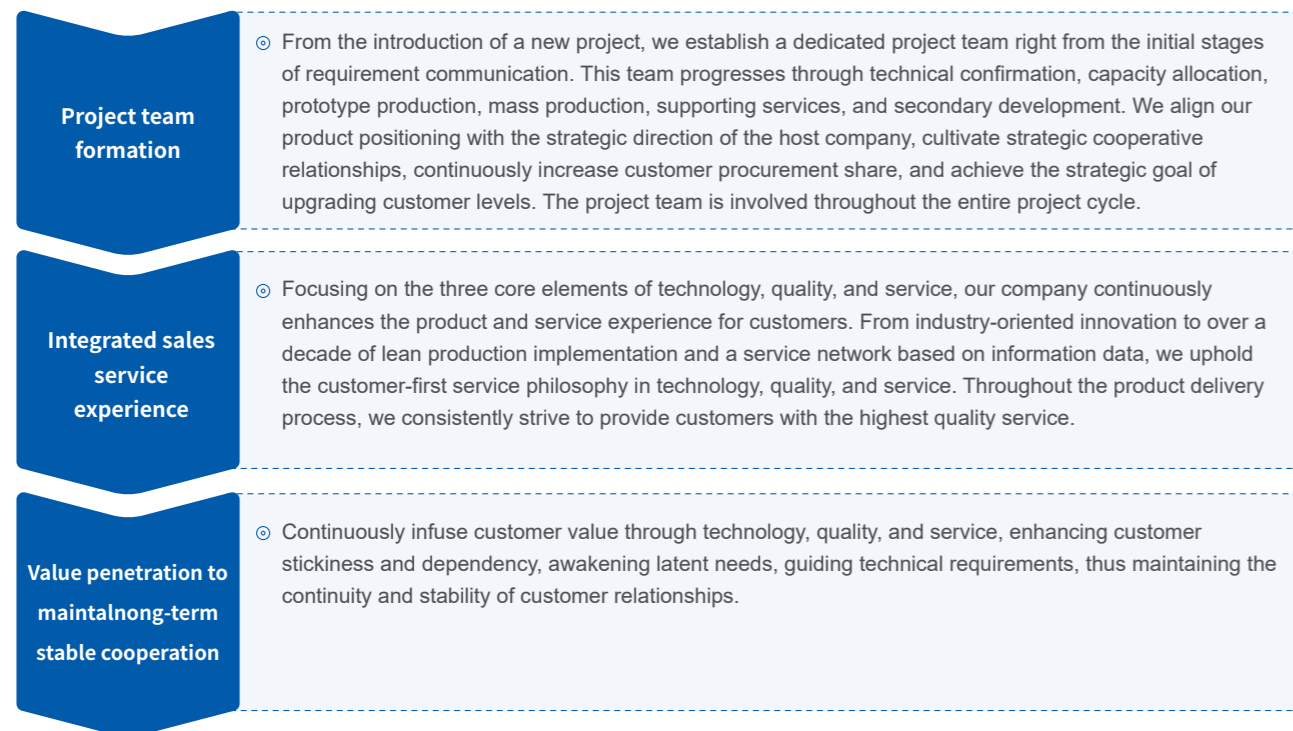 Project team
formation
From the introduction of a new project, we establish a dedicated project team right from the initial stages
of requirement communication. This team progresses through technical confirmation, capacity allocation,
prototype production, mass production, supporting services, and secondary development. We align our
product positioning with the strategic direction of the host company, cultivate strategic cooperative
relationships, continuously increase customer procurement share, and achieve the strategic goal of
upgrading customer levels. The project team is involved throughout the entire project cycle.
Integrated sales
service
experience
Focusing on the three core elements of technology, quality, and service, our company continuously
enhances the product and service experience for customers. From industry-oriented innovation to over a
decade of lean production implementation and a service network based on information data, we uphold
the customer-first service philosophy in technology, quality, and service. Throughout the product delivery
process, we consistently strive to provide customers with the highest quality service.
Value penetration to
maintalnong-term
stable cooperation
Continuously infuse customer value through technology, quality, and service, enhancing customer
stickiness and dependency, awakening latent needs, guiding technical requirements, thus maintaining the
continuity and stability of customer relationships.